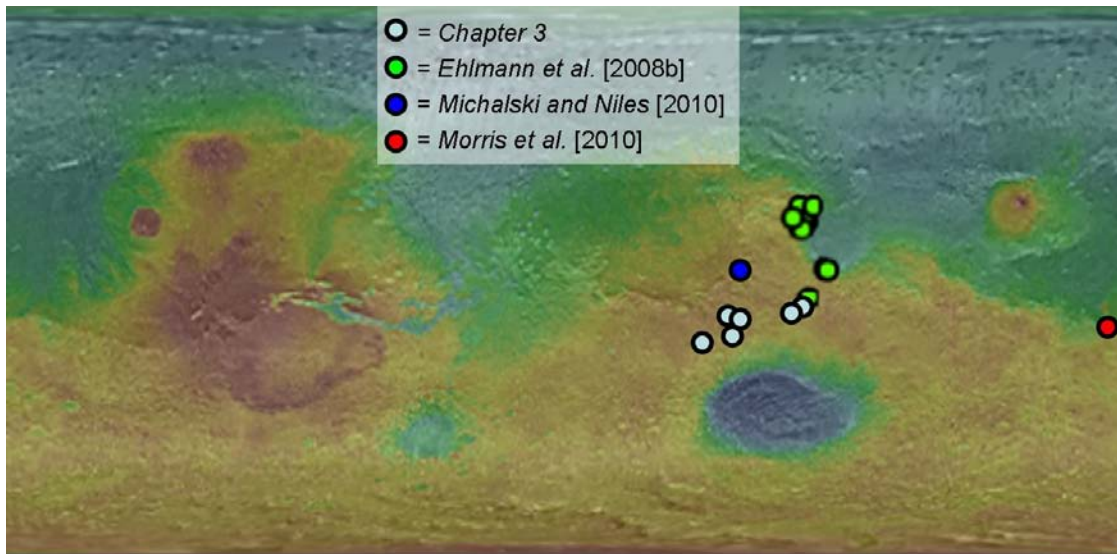 = Chapter 3
= Ehlmann et al. [2008b]
= Michalski and Niles [2010]
= Morris et al. [2010]